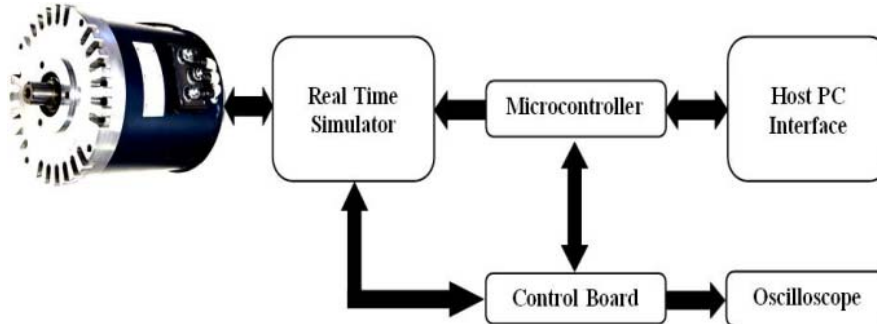 Real Time
Simulator
Microcontroller
Host PC
Interface
Control Board
Oscilloscope